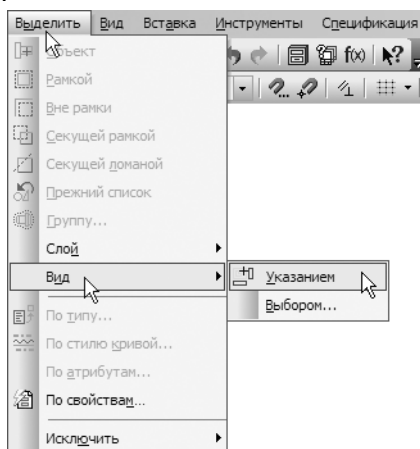 Выделить Вид Вставка Инструменты Спецификация
Объект
f(x) ?
Рамкой
Вне рамки
Секущей рамкой
Секущей ломаной
Прежний список
Группу...
Слой
Вид
Указанием
Выбором...
По типу...
По стилю кривой...
По атрибутам...
По свойствам...
Исключить